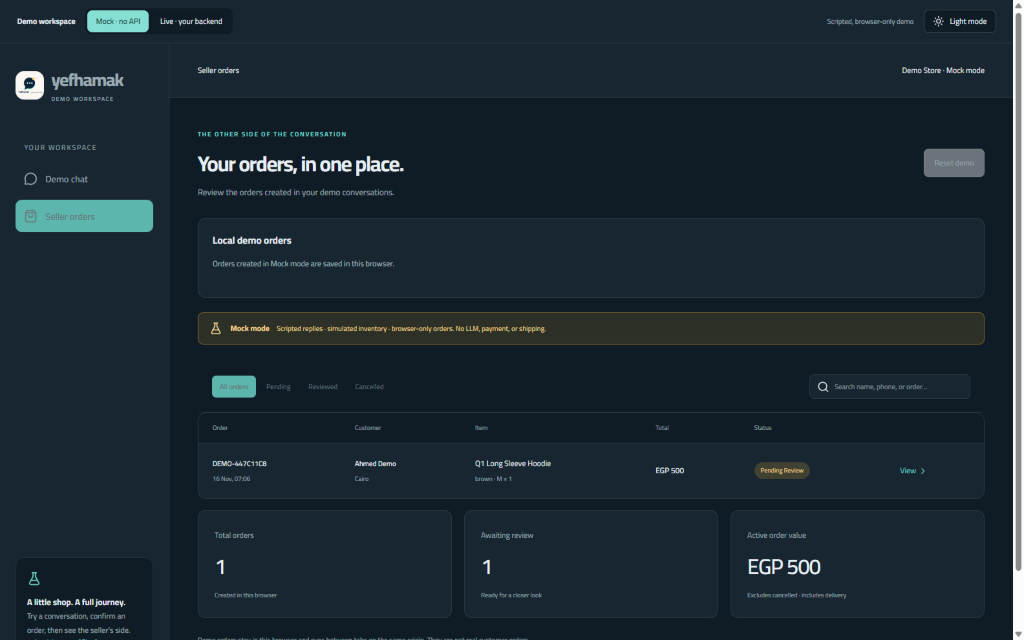 Demo workspace
Mock · no API
Live · your backend
Scripted, browser-only demo
Light mode
yefhamak
DEMO WORKSPACE
Seller orders
Demo Store · Mock mode
YOUR WORKSPACE
Demo chat
Seller orders
THE OTHER SIDE OF THE CONVERSATION
Your orders, in one place.
Review the orders created in your demo conversations.
Reset demo
Local demo orders
Orders created in Mock mode are saved in this browser.
Mock mode Scripted replies · simulated inventory · browser-only orders. No LLM, payment, or shipping.
All orders Pending Reviewed Cancelled
Search name, phone, or order...
Order Customer Item Total Status
DEMO-447C11C8 Ahmed Demo Q1 Long Sleeve Hoodie EGP 500 Pending Review View
16 Nov, 07:06 Cairo brown · M × 1
Total orders
1
Created in this browser
Awaiting review
1
Ready for a closer look
Active order value
EGP 500
Excludes cancelled · includes delivery
A little shop. A full journey.
Try a conversation, confirm an
order, then see the seller's side.